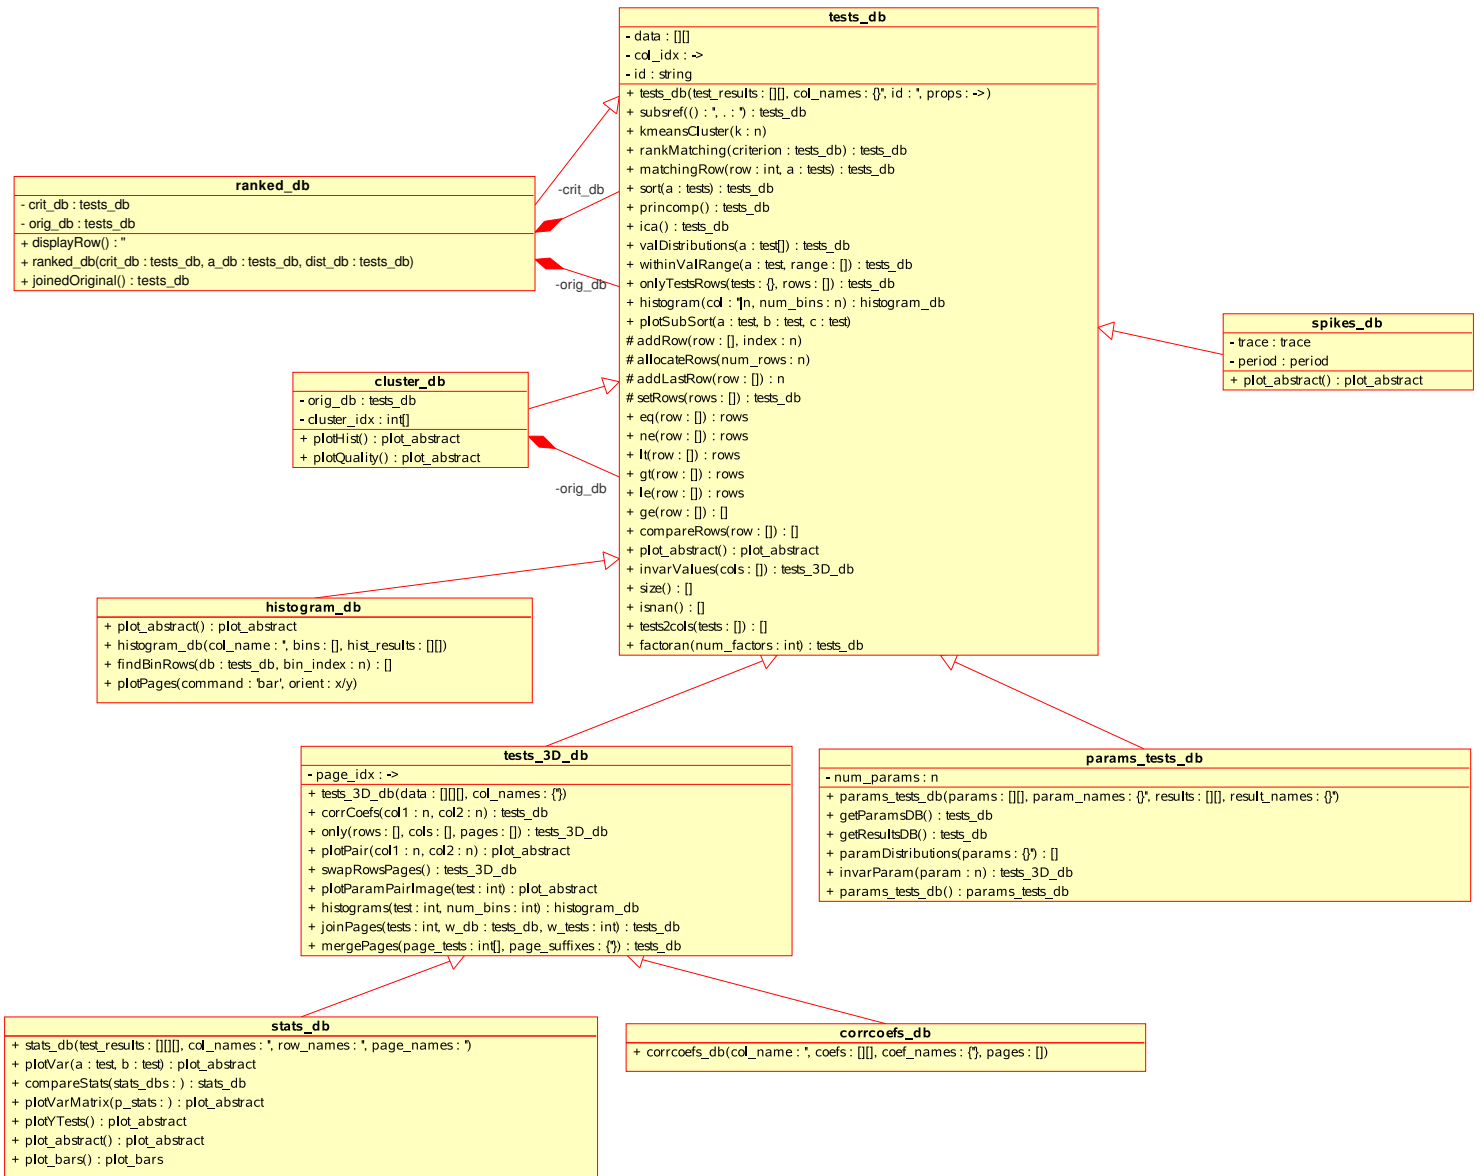 tests_db
- data : [][]
- col_idx : ->
- id : string
+ tests_db(test_results : [][], col_names : {}'', id : '', props : ->)
+ subsref(() : '', . : '') : tests_db
+ kmeansCluster(k : n)
+ rankMatching(criterion : tests_db) : tests_db
+ matchingRow(row : int, a : tests) : tests_db
+ sort(a : tests) : tests_db
+ princomp() : tests_db
+ ica() : tests_db
+ valDistributions(a : test[]) : tests_db
+ withinValRange(a : test, range : []) : tests_db
+ onlyTestsRows(tests : {}, rows : []) : tests_db
+ histogram(col : ''|n, num_bins : n) : histogram_db
+ plotSubSort(a : test, b : test, c : test)
# addRow(row : [], index : n)
# allocateRows(num_rows : n)
# addLastRow(row : []) : n
# setRows(rows : []) : tests_db
+ eq(row : []) : rows
+ ne(row : []) : rows
+ lt(row : []) : rows
+ gt(row : []) : rows
+ le(row : []) : rows
+ ge(row : []) : []
+ compareRows(row : []) : []
+ plot_abstract() : plot_abstract
+ invarValues(cols : []) : tests_3D_db
+ size() : []
+ isnan() : []
+ tests2cols(tests : []) : []
+ factoran(num_factors : int) : tests_db
ranked_db
- crit_db : tests_db
- orig_db : tests_db
+ displayRow() : ''
+ ranked_db(crit_db : tests_db, a_db : tests_db, dist_db : tests_db)
+ joinedOriginal() : tests_db
-crit_db
-orig_db
spikes_db
- trace : trace
- period : period
+ plot_abstract() : plot_abstract
cluster_db
- orig_db : tests_db
- cluster_idx : int[]
+ plotHist() : plot_abstract
+ plotQuality() : plot_abstract
-orig_db
histogram_db
+ plot_abstract() : plot_abstract
+ histogram_db(col_name : '', bins : [], hist_results : [][])
+ findBinRows(db : tests_db, bin_index : n) : []
+ plotPages(command : 'bar', orient : x/y)
tests_3D_db
- page_idx : ->
+ tests_3D_db(data : [][][], col_names : {''})
+ corrCoefs(col1 : n, col2 : n) : tests_db
+ only(rows : [], cols : [], pages : []) : tests_3D_db
+ plotPair(col1 : n, col2 : n) : plot_abstract
+ swapRowsPages() : tests_3D_db
+ plotParamPairImage(test : int) : plot_abstract
+ histograms(test : int, num_bins : int) : histogram_db
+ joinPages(tests : int, w_db : tests_db, w_tests : int) : tests_db
+ mergePages(page_tests : int[], page_suffixes : {''}) : tests_db
params_tests_db
- num_params : n
+ params_tests_db(params : [][], param_names : {}'', results : [][], result_names : {}'')
+ getParamsDB() : tests_db
+ getResultsDB() : tests_db
+ paramDistributions(params : {}'') : []
+ invarParam(param : n) : tests_3D_db
+ params_tests_db() : params_tests_db
stats_db
+ stats_db(test_results : [][][], col_names : '', row_names : '', page_names : '')
+ plotVar(a : test, b : test) : plot_abstract
+ compareStats(stats_dbs : ) : stats_db
+ plotVarMatrix(p_stats : ) : plot_abstract
+ plotYTests() : plot_abstract
+ plot_abstract() : plot_abstract
+ plot_bars() : plot_bars
corrcoefs_db
+ corrcoefs_db(col_name : '', coefs : [][], coef_names : {''}, pages : [])